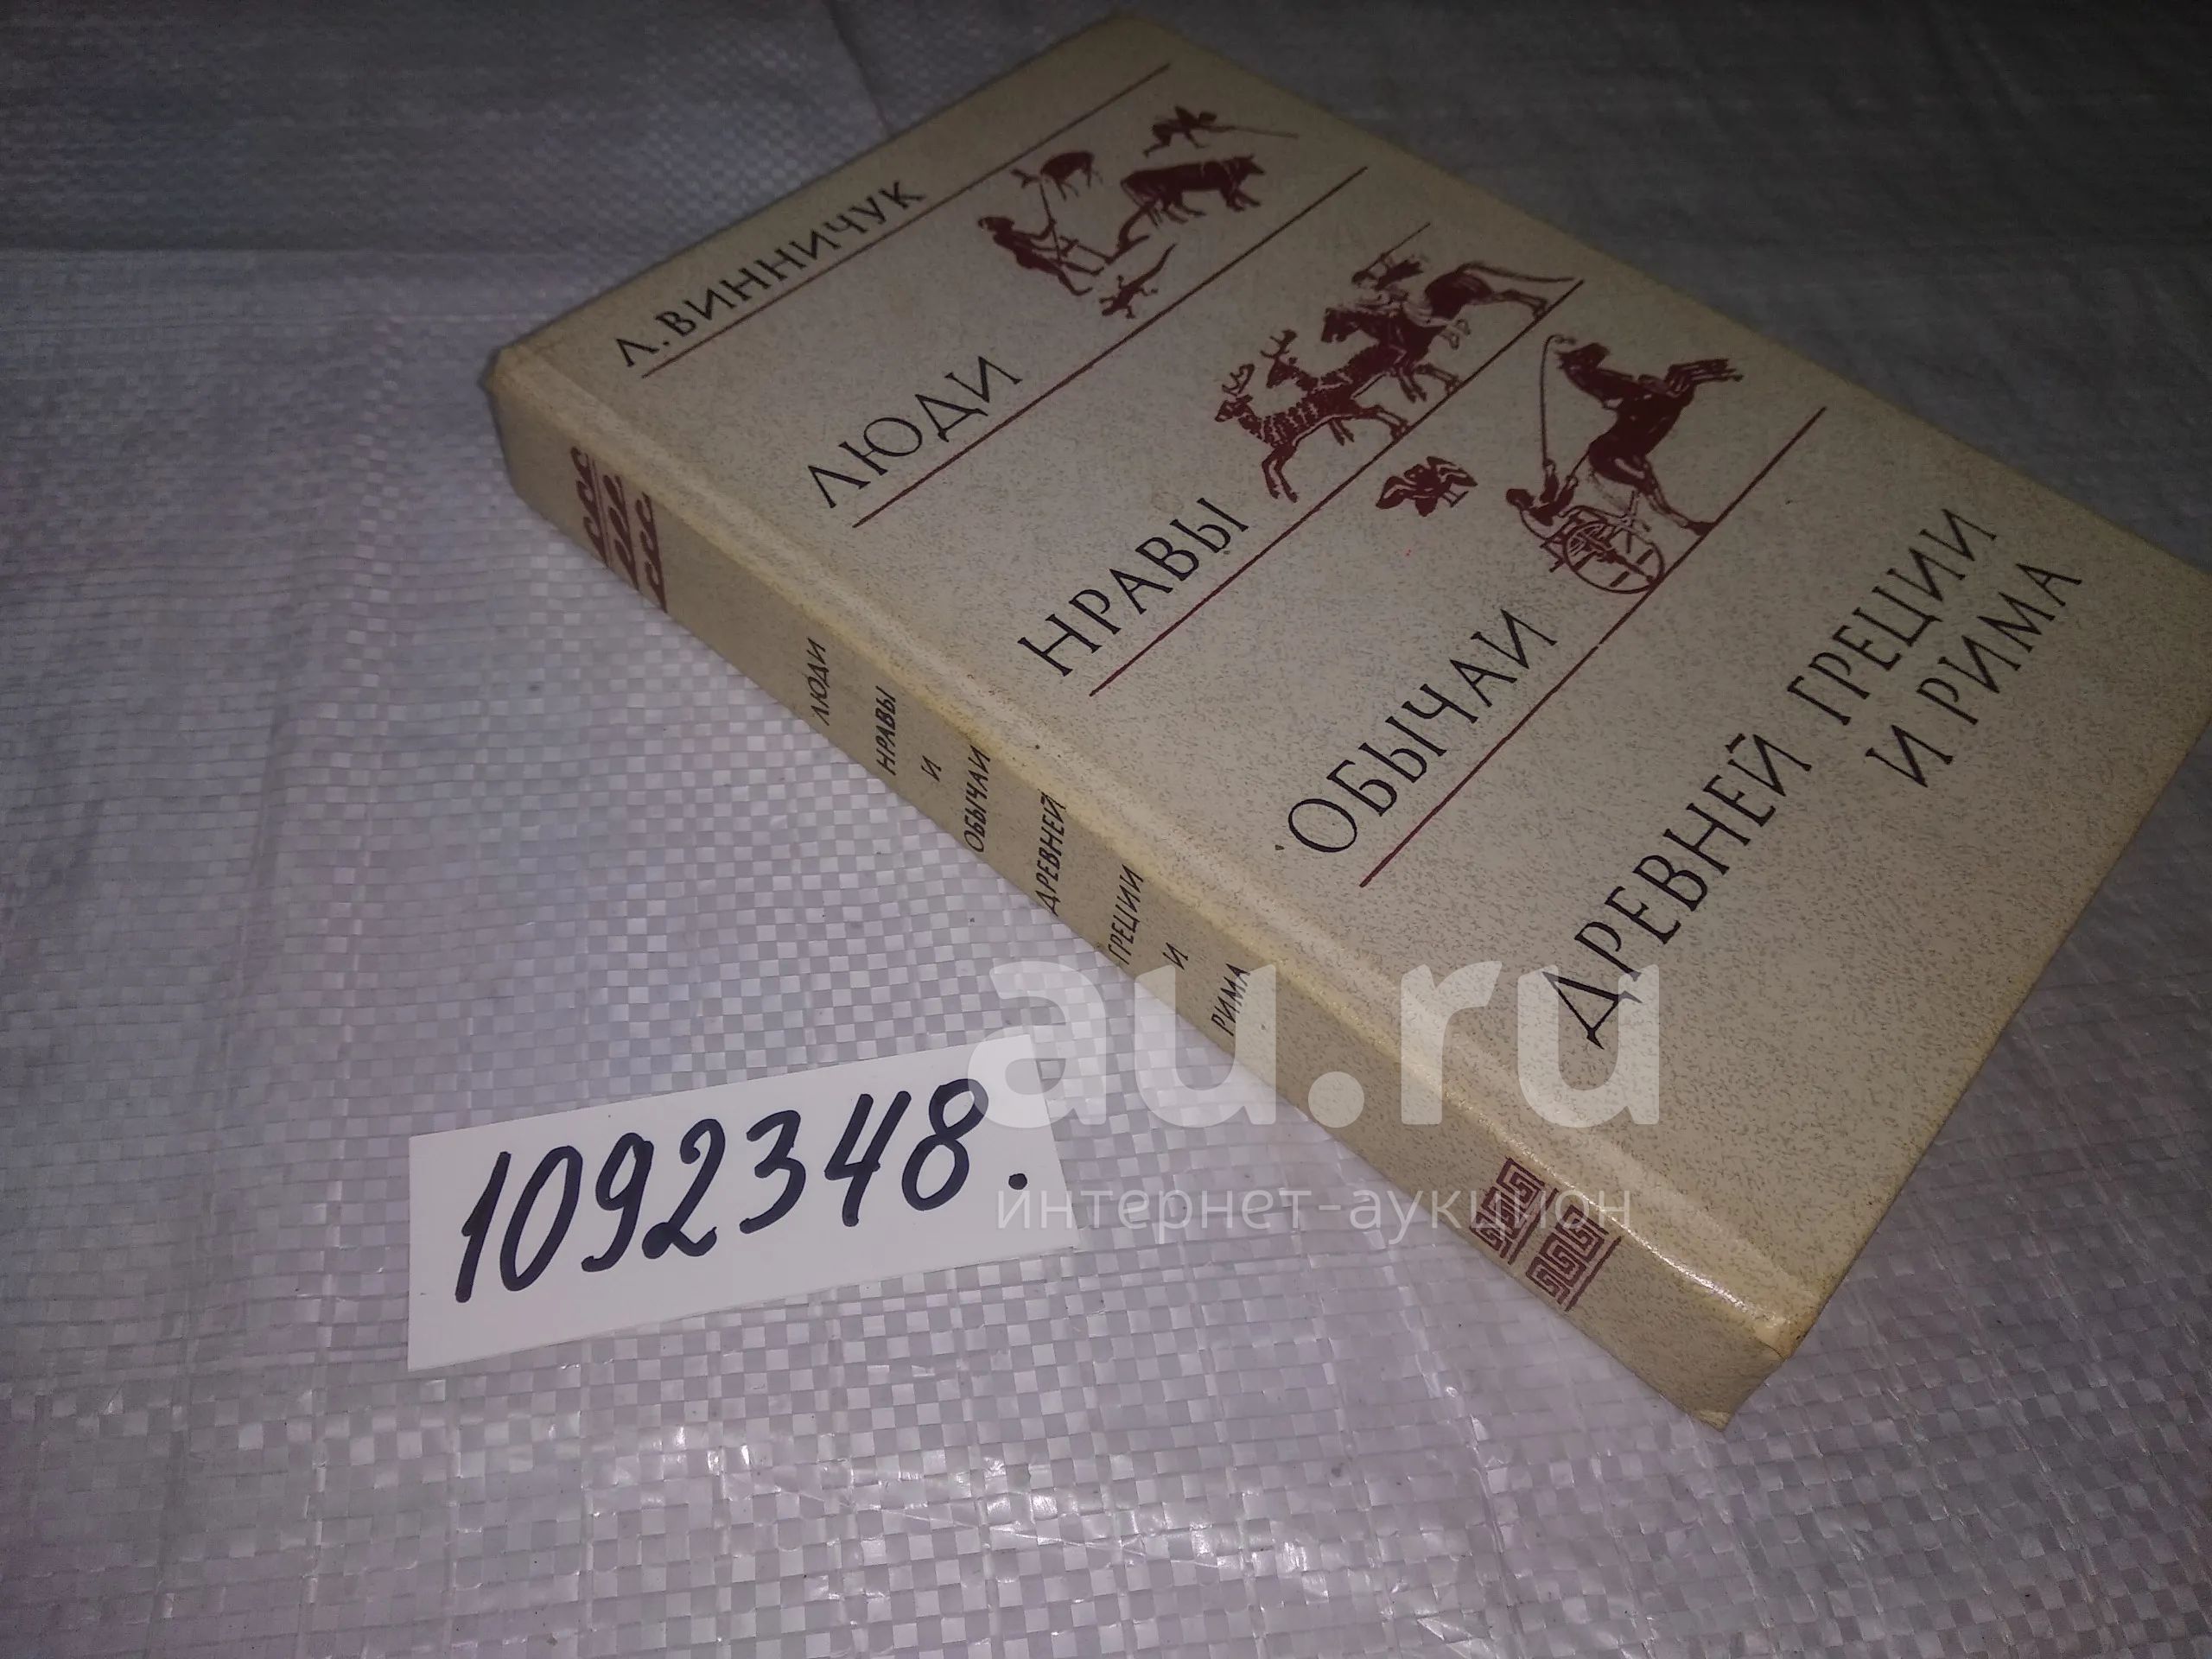 Л. ВИННИЧУК
ЛЮДИ
НРАВЫ
ОБЫЧАИ
ДРЕВНЕЙ ГРЕЦИИ
И РИМА
ЛЮДИ
НРАВЫ
И
ОБЫЧАИ
ДРЕВНЕЙ
ГРЕЦИИ
И
РИМА
1092348.
au.ru
интернет-аукцион